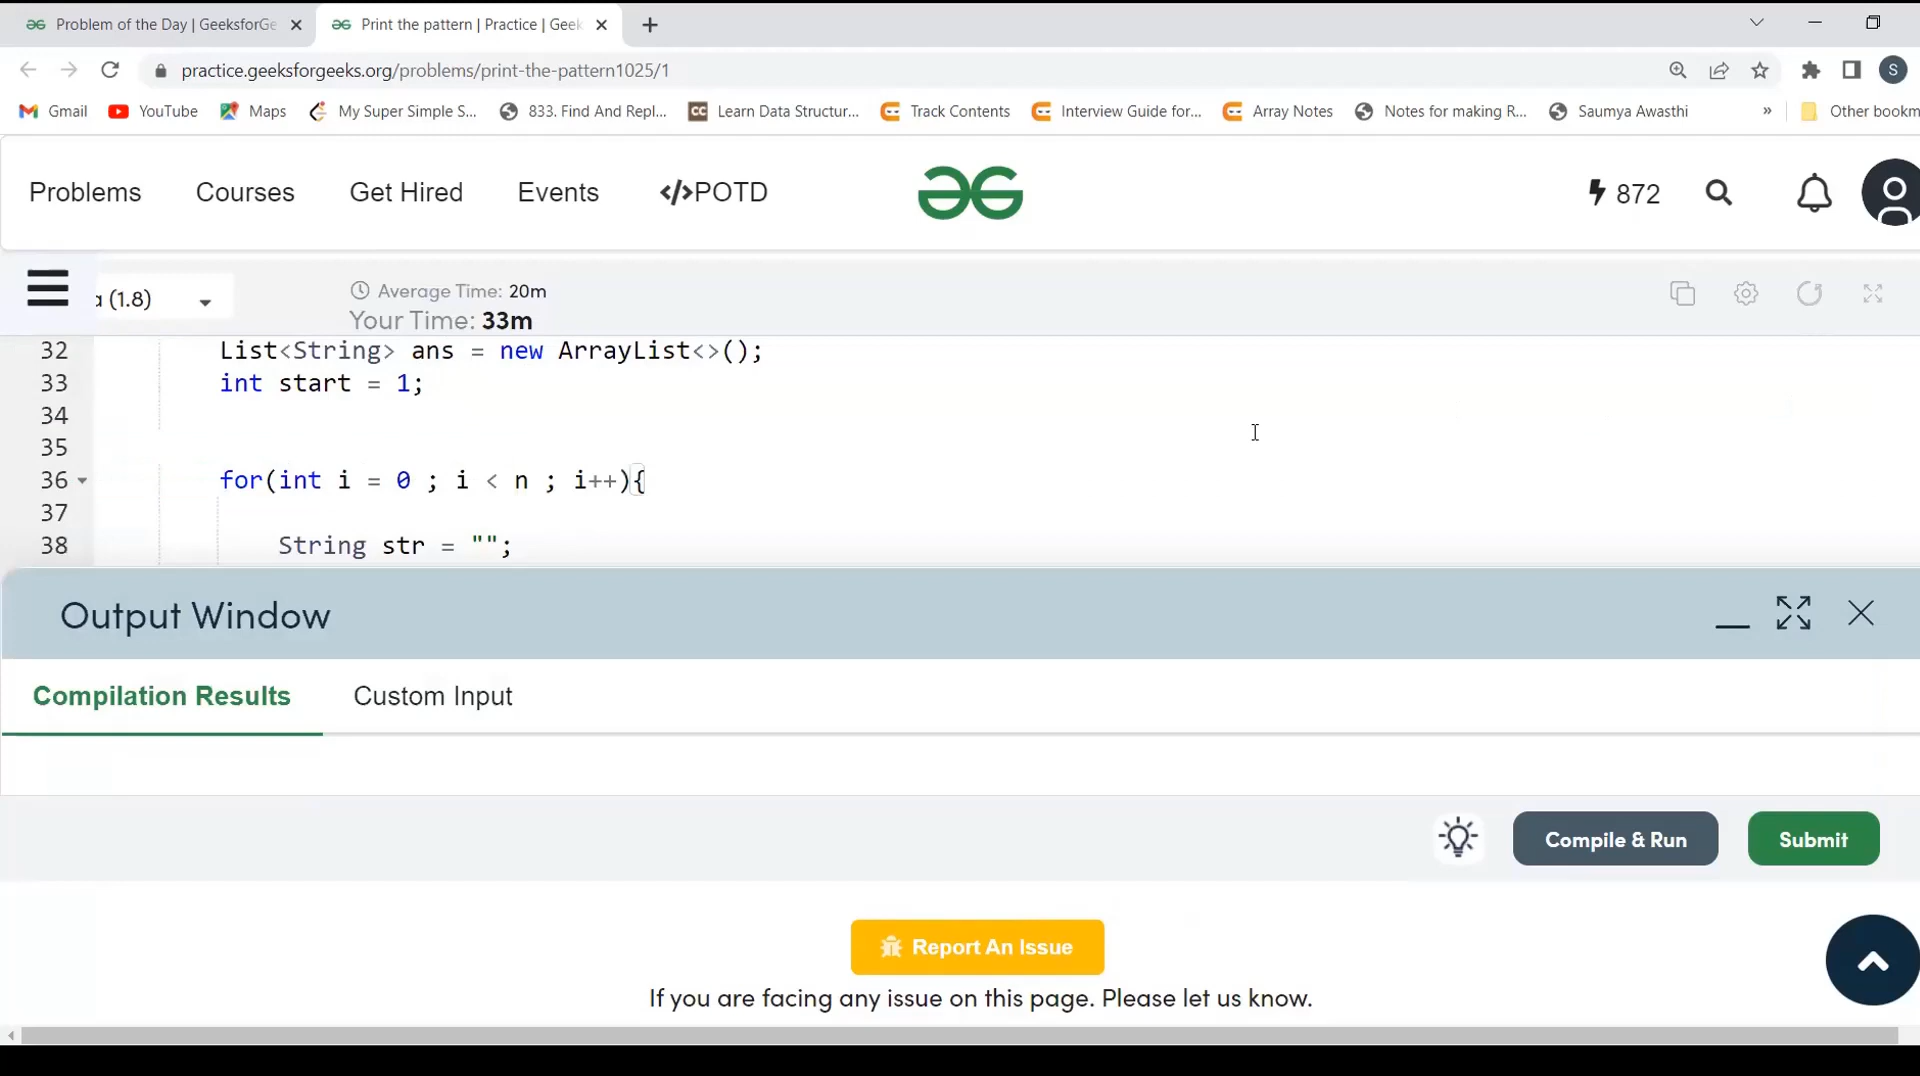 Problem of the Day | GeeksforGe
Print the pattern | Practice | Geek
practice.geeksforgeeks.org/problems/print-the-pattern1025/1
S
Gmail
YouTube
Maps
My Super Simple S...
833. Find And Repl...
CC
Learn Data Structur...
Track Contents
Interview Guide for...
Array Notes
Notes for making R...
Saumya Awasthi
»
Other bookm
Problems
Courses
Get Hired
Events
</>POTD
872
a (1.8)
Average Time: 20m
Your Time: 33m
32 List<String> ans = new ArrayList<>();
33 int start = 1;
34
35
36 for(int i = 0 ; i < n ; i++){
37
38 String str = "";
Output Window
Compilation Results
Custom Input
Compile & Run
Submit
Report An Issue
If you are facing any issue on this page. Please let us know.